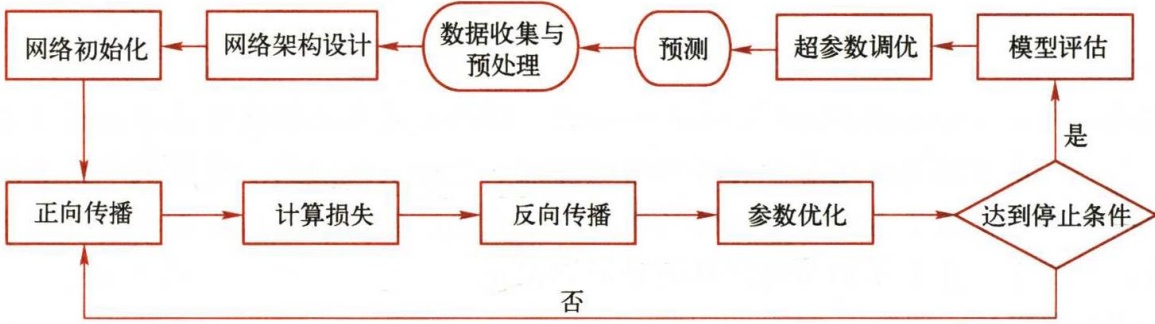 网络初始化
网络架构设计
数据收集与
预处理
预测
超参数调优
模型评估
是
正向传播
计算损失
反向传播
参数优化
达到停止条件
否